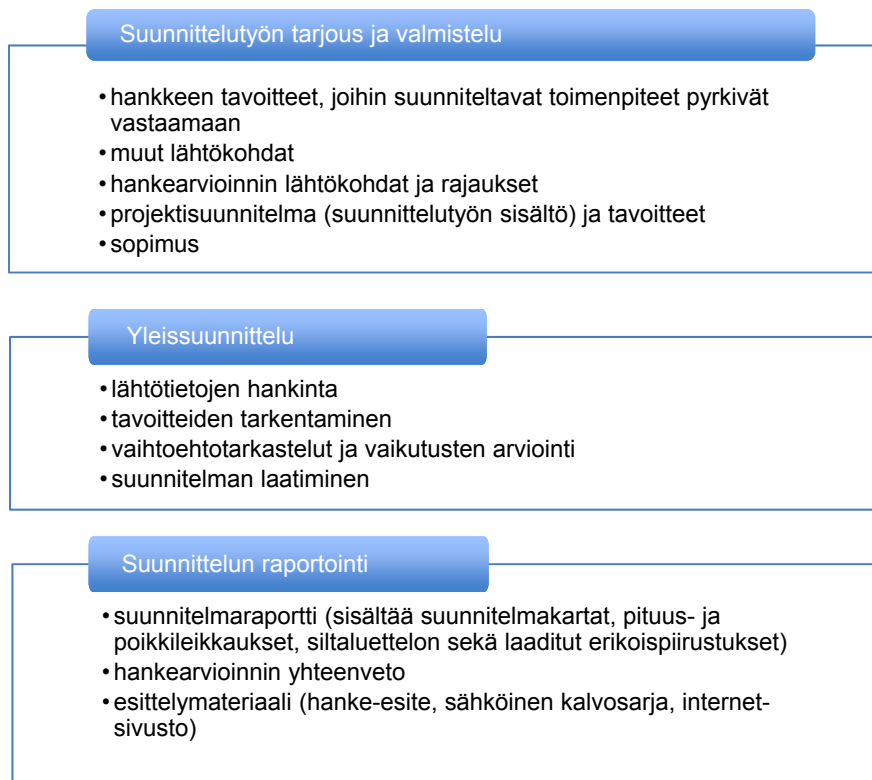 Suunnittelutyön tarjous ja valmistelu
• hankkeen tavoitteet, joihin suunniteltavat toimenpiteet pyrkivät
vastaamaan
• muut lähtökohdat
• hankearvioinnin lähtökohdat ja rajaukset
• projektisuunnitelma (suunnittelutyön sisältö) ja tavoitteet
• sopimus
Yleissuunnittelu
• lähtötietojen hankinta
• tavoitteiden tarkentaminen
• vaihtoehtotarkastelut ja vaikutusten arviointi
• suunnitelman laatiminen
Suunnittelun raportointi
• suunnitelmaraportti (sisältää suunnitelmakartat, pituus- ja
poikkileikkaukset, siltaluettelon sekä laaditut erikoispiirustukset)
• hankearvioinnin yhteenveto
• esittelymateriaali (hanke-esite, sähköinen kalvosarja, internet-
sivusto)